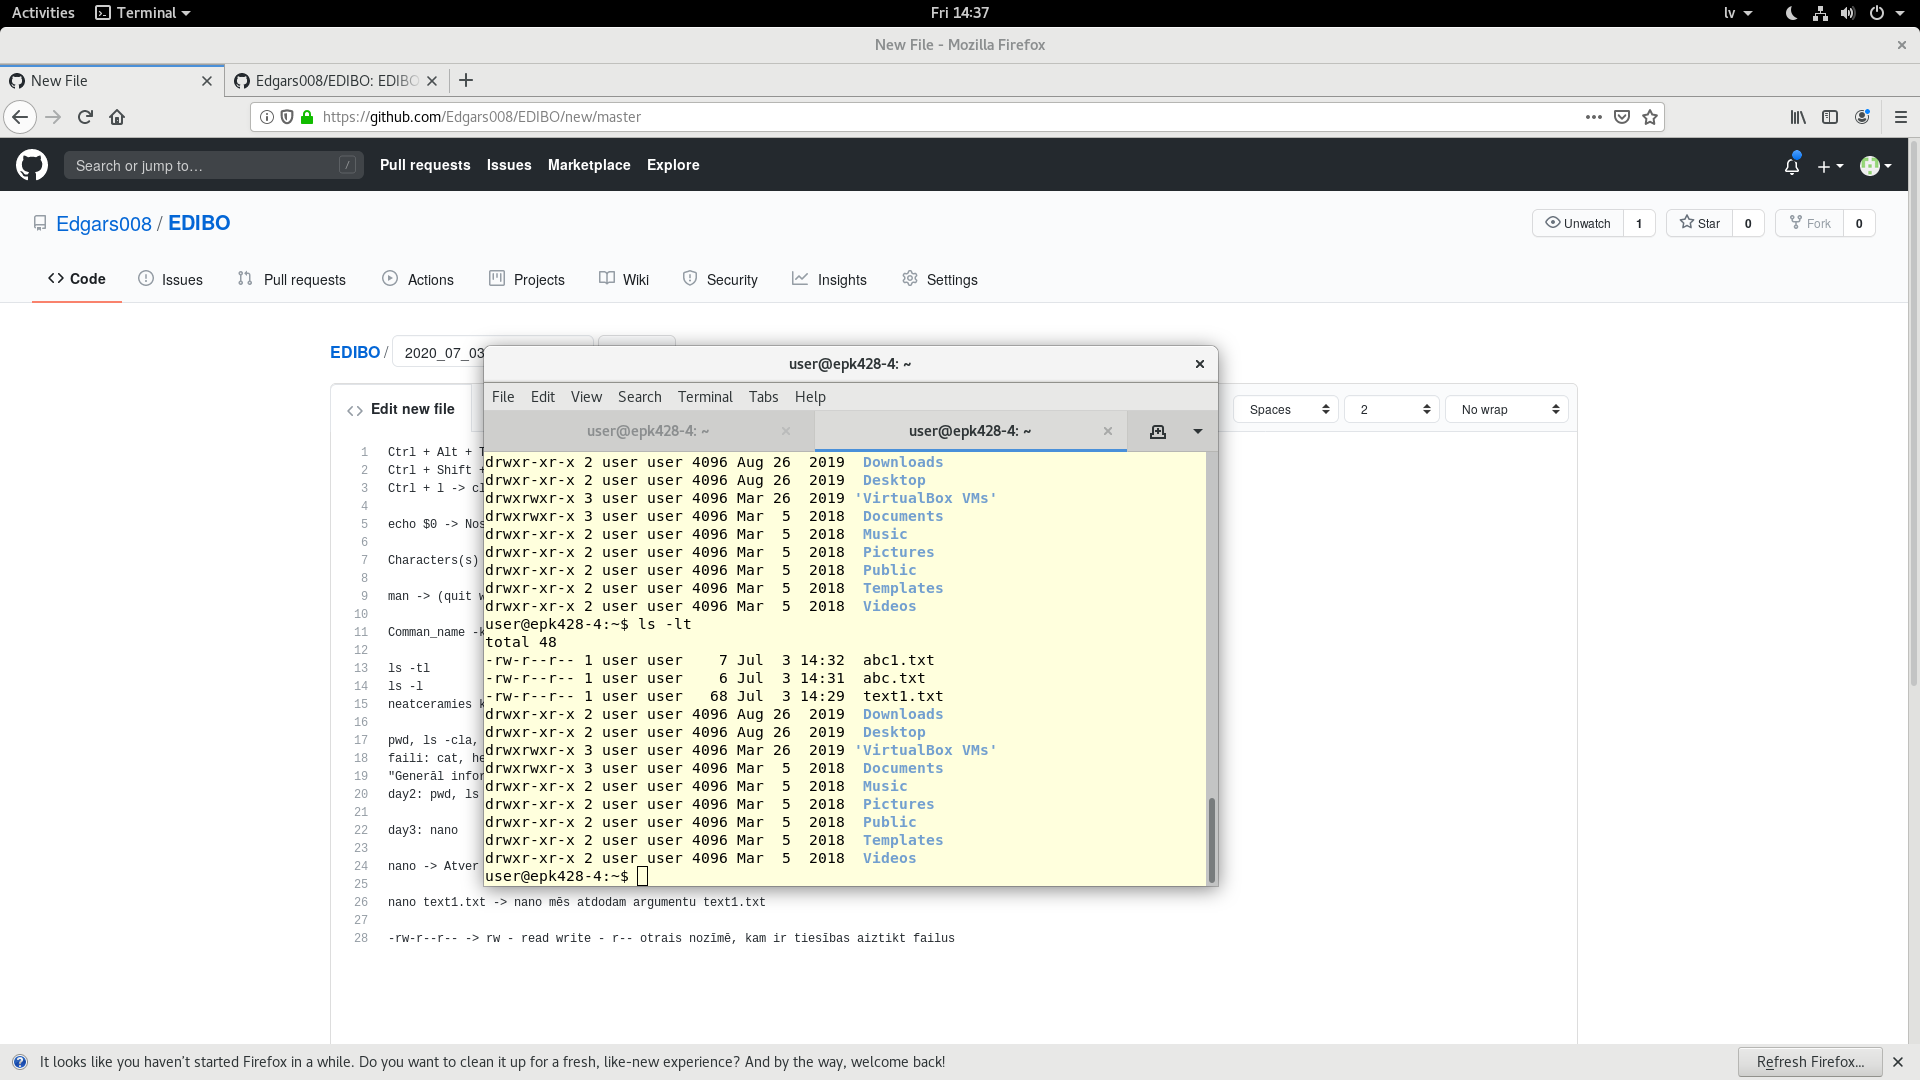 Activities Terminal Fri 14:37 lv
New File - Mozilla Firefox
New File Edgars008/EDIBO: EDIBO
https://github.com/Edgars008/EDIBO/new/master
Search or jump to… / Pull requests Issues Marketplace Explore
Edgars008 / EDIBO Unwatch 1 Star 0 Fork 0
Code Issues Pull requests Actions Projects Wiki Security Insights Settings
EDIBO / 2020_07_03
Edit new file Spaces 2 No wrap
1 Ctrl + Alt + T
2 Ctrl + Shift +
3 Ctrl + l -> cl
4
5 echo $0 -> Nos
6
7 Characters(s)
8
9 man -> (quit w
10
11 Comman_name -k
12
13 ls -tl
14 ls -l
15 neatceramies k
16
17 pwd, ls -cla,
18 faili: cat, he
19 "Generāl infor
20 day2: pwd, ls
21
22 day3: nano
23
24 nano -> Atver
25
26 nano text1.txt -> nano mēs atdodam argumentu text1.txt
27
28 -rw-r--r-- -> rw - read write - r-- otrais nozīmē, kam ir tiesības aiztikt failus
user@epk428-4: ~
File Edit View Search Terminal Tabs Help
user@epk428-4: ~ user@epk428-4: ~
drwxr-xr-x 2 user user 4096 Aug 26  2019  Downloads
drwxr-xr-x 2 user user 4096 Aug 26  2019  Desktop
drwxrwxr-x 3 user user 4096 Mar 26  2019 'VirtualBox VMs'
drwxrwxr-x 3 user user 4096 Mar  5  2018  Documents
drwxr-xr-x 2 user user 4096 Mar  5  2018  Music
drwxr-xr-x 2 user user 4096 Mar  5  2018  Pictures
drwxr-xr-x 2 user user 4096 Mar  5  2018  Public
drwxr-xr-x 2 user user 4096 Mar  5  2018  Templates
drwxr-xr-x 2 user user 4096 Mar  5  2018  Videos
user@epk428-4:~$ ls -lt
total 48
-rw-r--r-- 1 user user    7 Jul  3 14:32  abc1.txt
-rw-r--r-- 1 user user    6 Jul  3 14:31  abc.txt
-rw-r--r-- 1 user user   68 Jul  3 14:29  text1.txt
drwxr-xr-x 2 user user 4096 Aug 26  2019  Downloads
drwxr-xr-x 2 user user 4096 Aug 26  2019  Desktop
drwxrwxr-x 3 user user 4096 Mar 26  2019 'VirtualBox VMs'
drwxrwxr-x 3 user user 4096 Mar  5  2018  Documents
drwxr-xr-x 2 user user 4096 Mar  5  2018  Music
drwxr-xr-x 2 user user 4096 Mar  5  2018  Pictures
drwxr-xr-x 2 user user 4096 Mar  5  2018  Public
drwxr-xr-x 2 user user 4096 Mar  5  2018  Templates
drwxr-xr-x 2 user user 4096 Mar  5  2018  Videos
user@epk428-4:~$
It looks like you haven't started Firefox in a while. Do you want to clean it up for a fresh, like-new experience? And by the way, welcome back! Refresh Firefox…